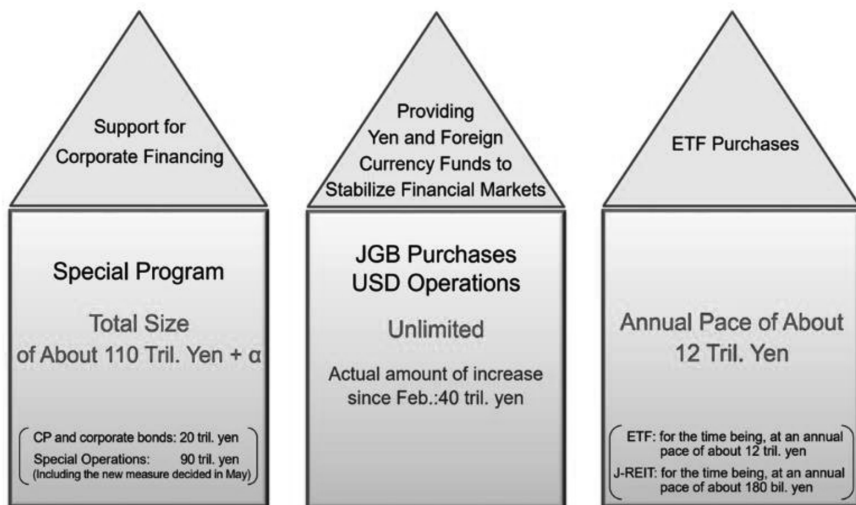 Support for
Corporate Financing
Special Program
Total Size
of About 110 Tril. Yen + α
CP and corporate bonds: 20 tril. yen
Special Operations: 90 tril. yen
(Including the new measure decided in May)
Providing
Yen and Foreign
Currency Funds to
Stabilize Financial Markets
JGB Purchases
USD Operations
Unlimited
Actual amount of increase
since Feb.:40 tril. yen
ETF Purchases
Annual Pace of About
12 Tril. Yen
ETF: for the time being, at an annual
pace of about 12 tril. yen
J-REIT: for the time being, at an annual
pace of about 180 bil. yen